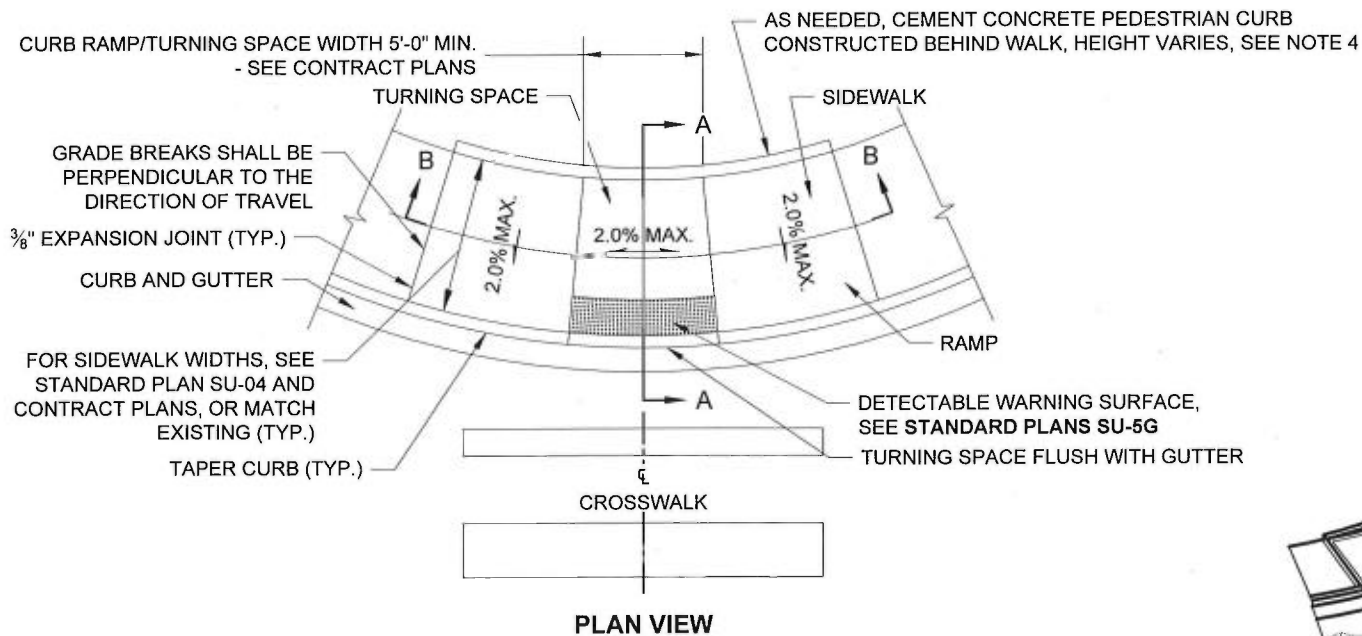 CURB RAMP/TURNING SPACE WIDTH 5'-0" MIN.
- SEE CONTRACT PLANS
AS NEEDED, CEMENT CONCRETE PEDESTRIAN CURB
CONSTRUCTED BEHIND WALK, HEIGHT VARIES, SEE NOTE 4
TURNING SPACE
SIDEWALK
A
GRADE BREAKS SHALL BE
PERPENDICULAR TO THE
DIRECTION OF TRAVEL
B
B
2.0% MAX.
2.0% MAX.
2.0% MAX.
⅜" EXPANSION JOINT (TYP.)
CURB AND GUTTER
RAMP
FOR SIDEWALK WIDTHS, SEE
STANDARD PLAN SU-04 AND
CONTRACT PLANS, OR MATCH
EXISTING (TYP.)
A
DETECTABLE WARNING SURFACE,
SEE STANDARD PLANS SU-5G
TAPER CURB (TYP.)
TURNING SPACE FLUSH WITH GUTTER
℄
CROSSWALK
PLAN VIEW